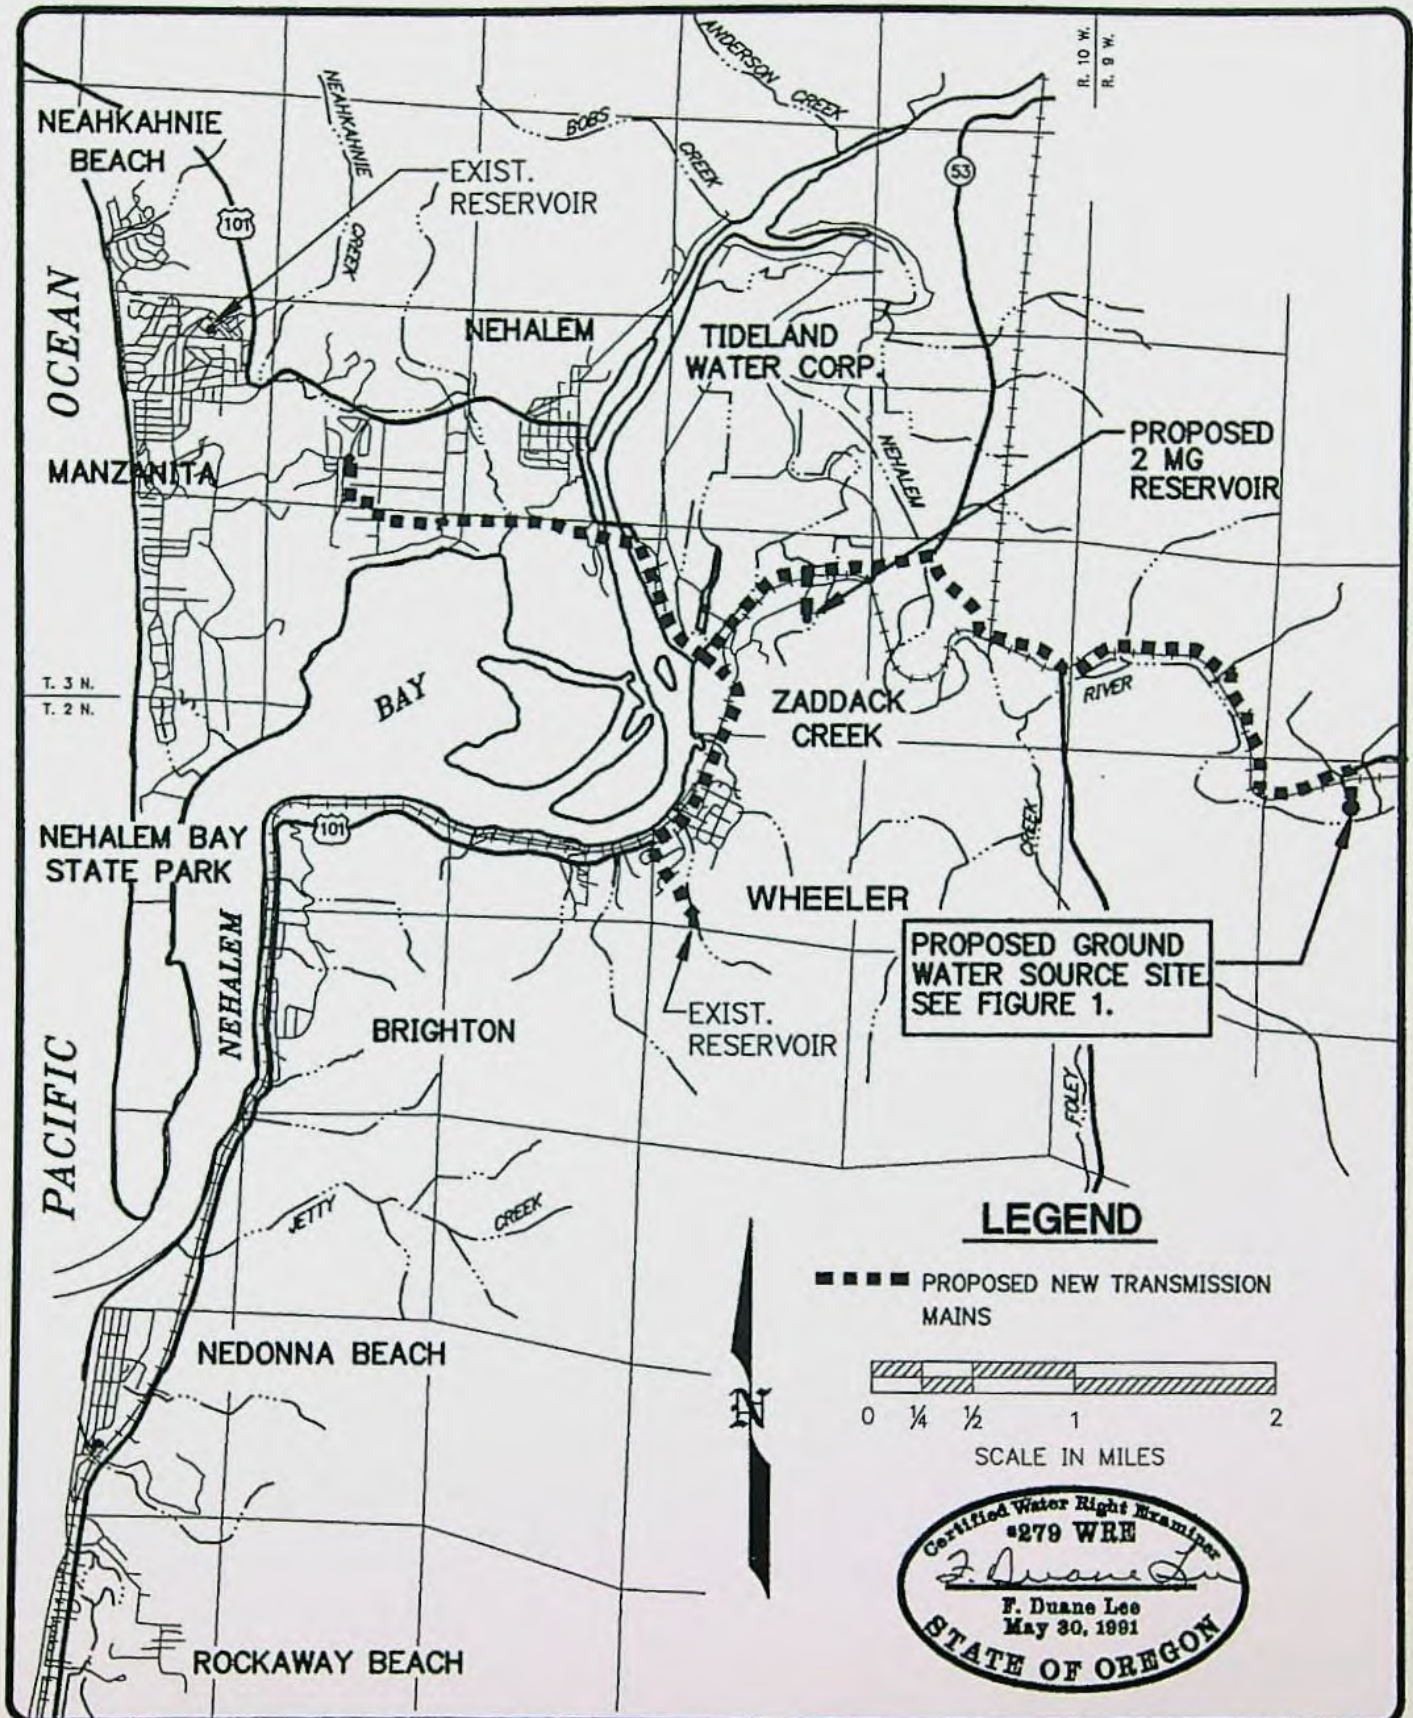 R. 10 W.
R. 9 W.
ANDERSON
CREEK
NEAHKAHNIE
BEACH
NEAHKAHNIE
CREEK
BOBS
CREEK
53
EXIST.
RESERVOIR
101
OCEAN
NEHALEM
TIDELAND
WATER CORP.
PROPOSED
2 MG
RESERVOIR
NEHALEM
MANZANITA
T. 3 N.
T. 2 N.
BAY
ZADDACK
CREEK
RIVER
NEHALEM BAY
STATE PARK
101
CREEK
WHEELER
NEHALEM
PROPOSED GROUND
WATER SOURCE SITE
SEE FIGURE 1.
BRIGHTON
EXIST.
RESERVOIR
PACIFIC
FOLEY
JETTY
CREEK
LEGEND
PROPOSED NEW TRANSMISSION
MAINS
NEDONNA BEACH
N
0 ¼ ½ 1 2
SCALE IN MILES
Certified Water Right Examiner
#279 WRE
F. Duane Lee
F. Duane Lee
May 30, 1991
STATE OF OREGON
ROCKAWAY BEACH